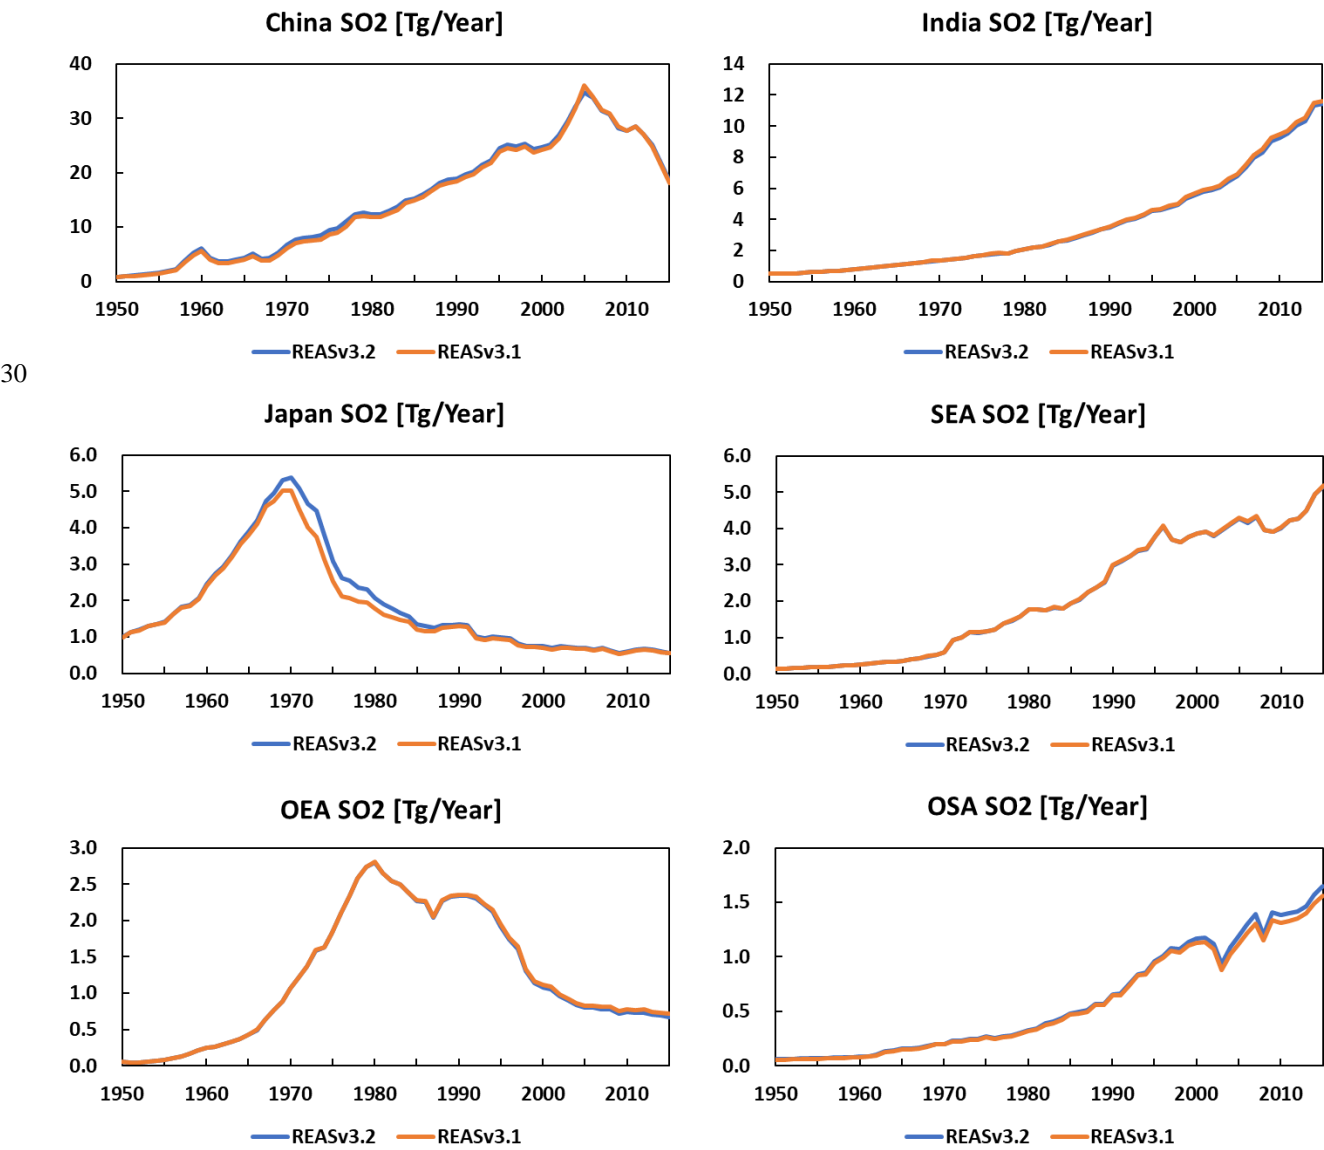 China SO2 [Tg/Year]
40
30
20
10
0
1950 1960 1970 1980 1990 2000 2010
REASv3.2 REASv3.1
India SO2 [Tg/Year]
14
12
10
8
6
4
2
0
1950 1960 1970 1980 1990 2000 2010
REASv3.2 REASv3.1
30
Japan SO2 [Tg/Year]
6.0
5.0
4.0
3.0
2.0
1.0
0.0
1950 1960 1970 1980 1990 2000 2010
REASv3.2 REASv3.1
SEA SO2 [Tg/Year]
6.0
5.0
4.0
3.0
2.0
1.0
0.0
1950 1960 1970 1980 1990 2000 2010
REASv3.2 REASv3.1
OEA SO2 [Tg/Year]
3.0
2.5
2.0
1.5
1.0
0.5
0.0
1950 1960 1970 1980 1990 2000 2010
REASv3.2 REASv3.1
OSA SO2 [Tg/Year]
2.0
1.5
1.0
0.5
0.0
1950 1960 1970 1980 1990 2000 2010
REASv3.2 REASv3.1